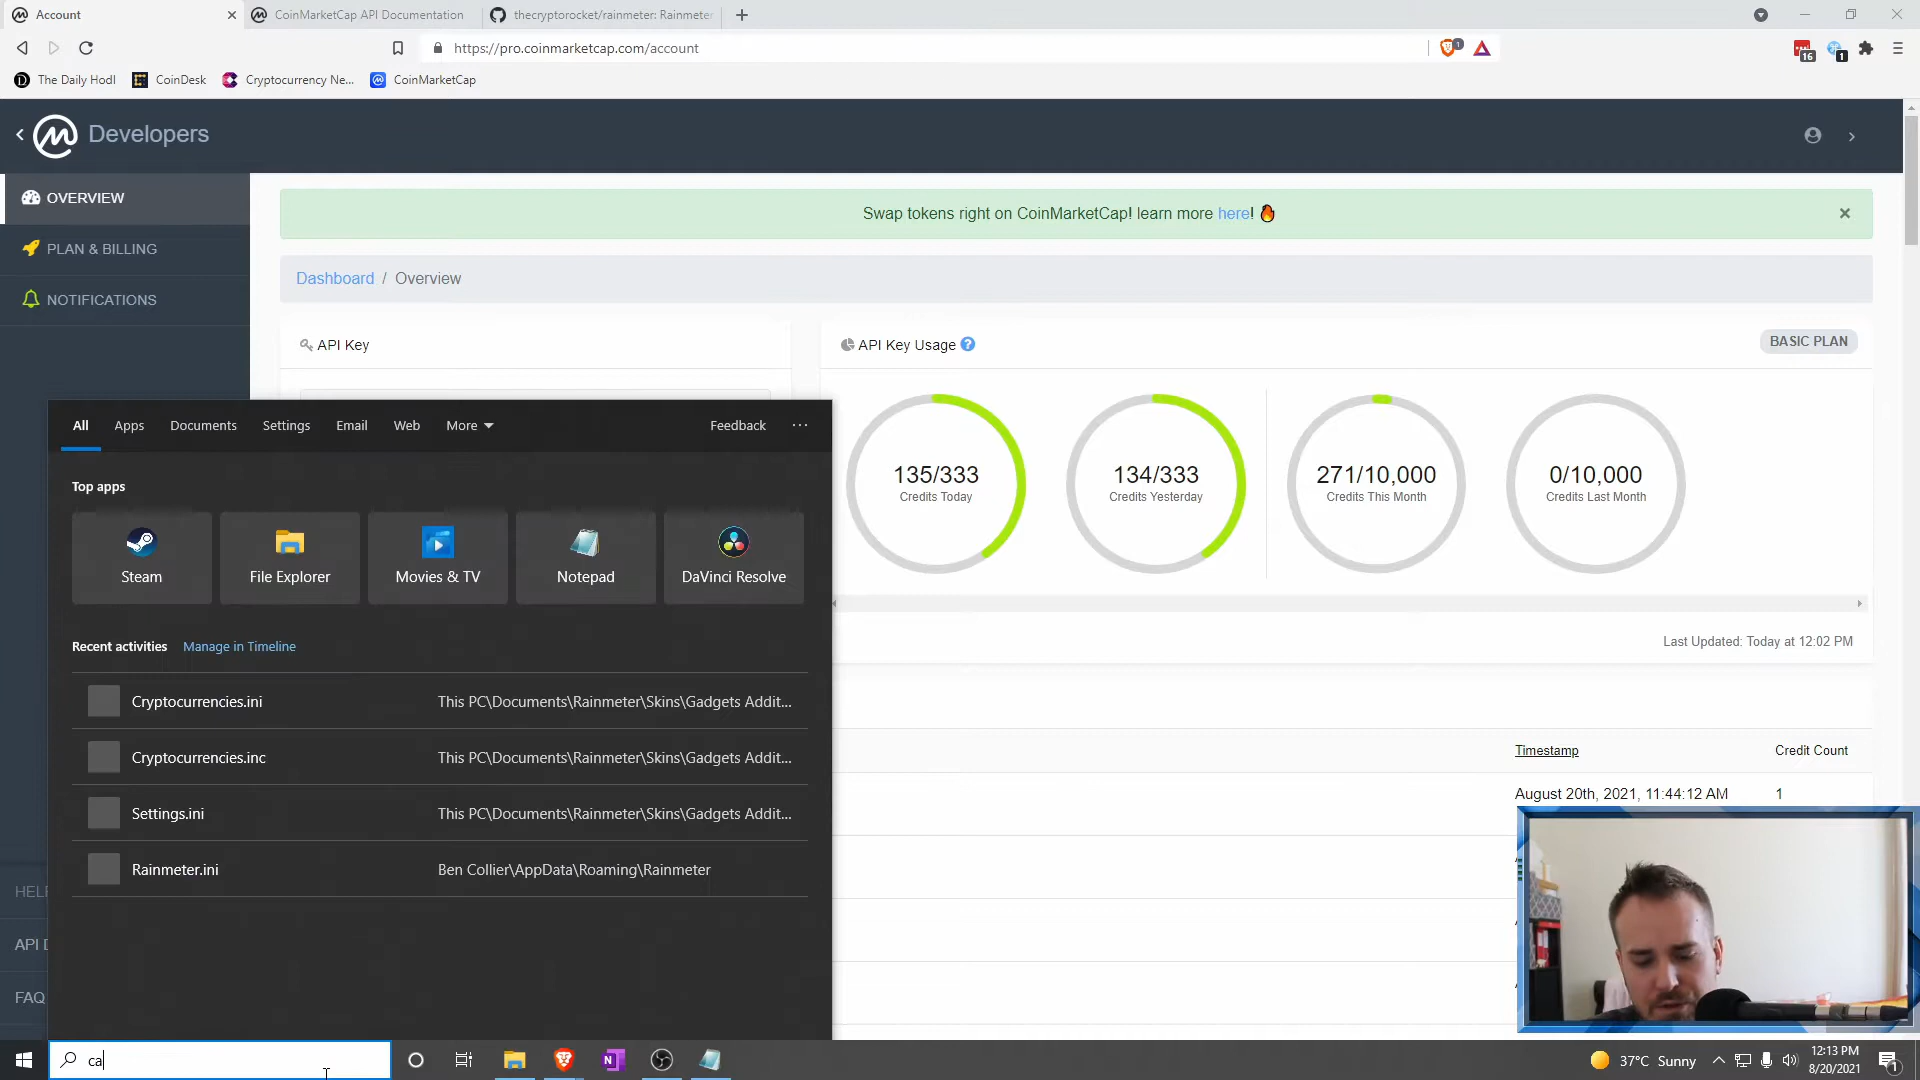 Account
CoinMarketCap API Documentation
thecryptorocket/rainmeter: Rainmeter
https://pro.coinmarketcap.com/account
1
16
1
The Daily Hodl
CoinDesk
Cryptocurrency Ne...
CoinMarketCap
Developers
OVERVIEW
PLAN & BILLING
NOTIFICATIONS
Swap tokens right on CoinMarketCap! learn more here!
Dashboard / Overview
API Key
API Key Usage
BASIC PLAN
135/333
Credits Today
134/333
Credits Yesterday
271/10,000
Credits This Month
0/10,000
Credits Last Month
Last Updated: Today at 12:02 PM
Timestamp
Credit Count
August 20th, 2021, 11:44:12 AM
1
All
Apps
Documents
Settings
Email
Web
More
Feedback
Top apps
Steam
File Explorer
Movies & TV
Notepad
DaVinci Resolve
Recent activities
Manage in Timeline
Cryptocurrencies.ini
This PC\Documents\Rainmeter\Skins\Gadgets Addit...
Cryptocurrencies.inc
This PC\Documents\Rainmeter\Skins\Gadgets Addit...
Settings.ini
This PC\Documents\Rainmeter\Skins\Gadgets Addit...
Rainmeter.ini
Ben Collier\AppData\Roaming\Rainmeter
HEL
API D
FAQ
ca
37°C Sunny
12:13 PM
8/20/2021
1